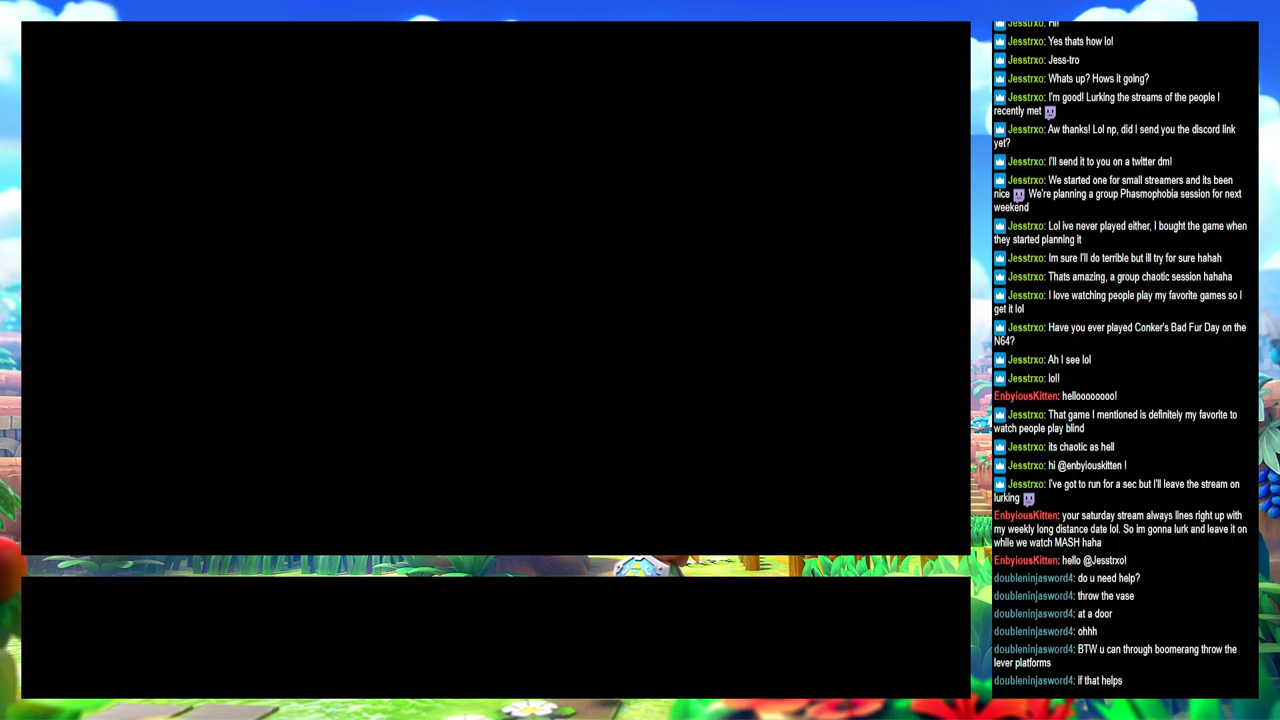 Jesstrxo: Hi!
Jesstrxo: Yes thats how lol
Jesstrxo: Jess-tro
Jesstrxo: Whats up? Hows it going?
Jesstrxo: I'm good! Lurking the streams of the people I
recently met
Jesstrxo: Aw thanks! Lol np, did I send you the discord link
yet?
Jesstrxo: I'll send it to you on a twitter dm!
Jesstrxo: We started one for small streamers and its been
nice We're planning a group Phasmophobia session for next
weekend
Jesstrxo: Lol ive never played either, I bought the game when
they started planning it
Jesstrxo: Im sure I'll do terrible but ill try for sure hahah
Jesstrxo: Thats amazing, a group chaotic session hahaha
Jesstrxo: I love watching people play my favorite games so I
get it lol
Jesstrxo: Have you ever played Conker's Bad Fur Day on the
N64?
Jesstrxo: Ah I see lol
Jesstrxo: lol!
EnbyiousKitten: helloooooooo!
Jesstrxo: That game I mentioned is definitely my favorite to
watch people play blind
Jesstrxo: its chaotic as hell
Jesstrxo: hi @enbyiouskitten !
Jesstrxo: I've got to run for a sec but I'll leave the stream on
lurking
EnbyiousKitten: your saturday stream always lines right up with
my weekly long distance date lol. So im gonna lurk and leave it on
while we watch MASH haha
EnbyiousKitten: hello @Jesstrxo!
doubleninjasword4: do u need help?
doubleninjasword4: throw the vase
doubleninjasword4: at a door
doubleninjasword4: ohhh
doubleninjasword4: BTW u can through boomerang throw the
lever platforms
doubleninjasword4: if that helps